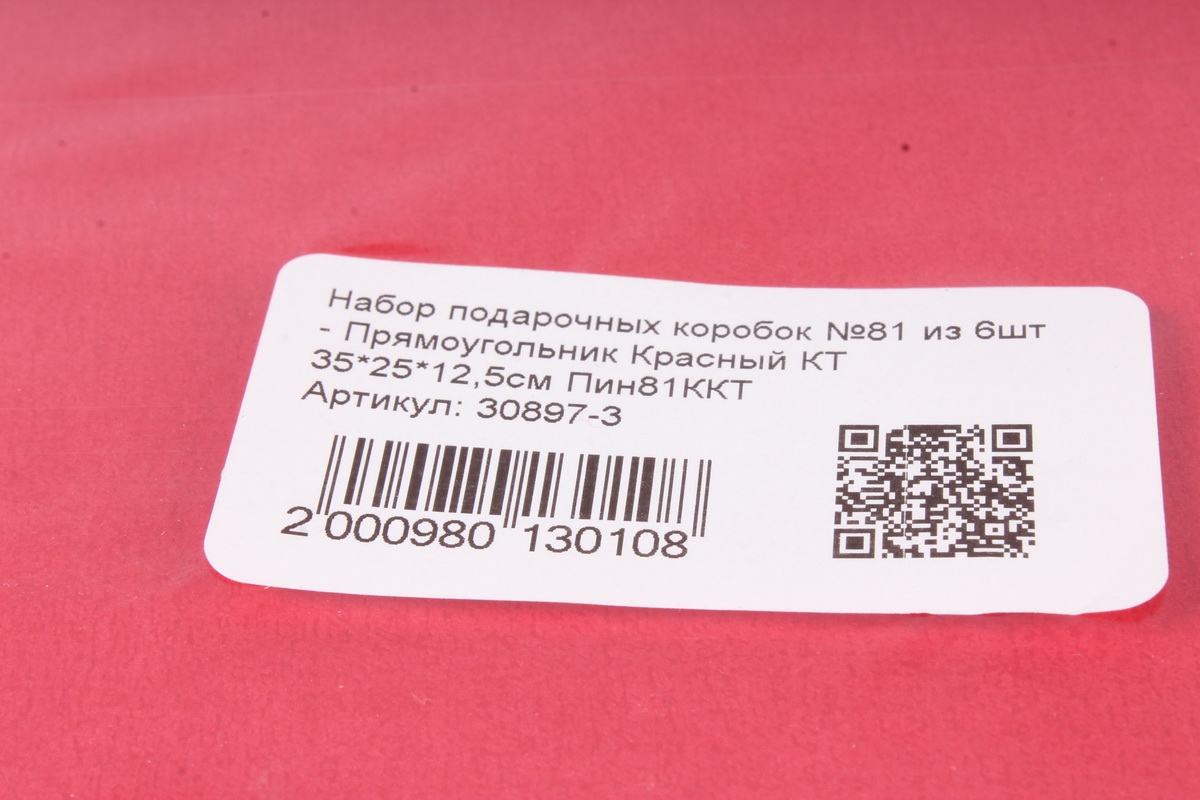 Набор подарочных коробок №81 из 6шт
- Прямоугольник Красный КТ
35*25*12,5см Пин81ККТ
Артикул: 30897-3
2 000980 130108